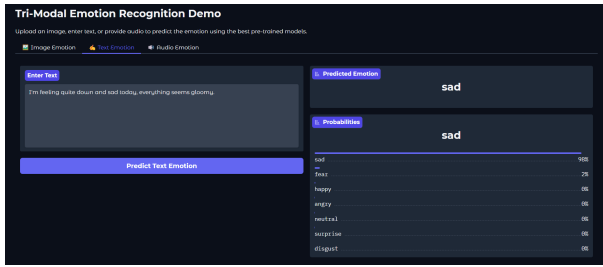 Tri-Modal Emotion Recognition Demo
Upload an image, enter text, or provide audio to predict the emotion using the best pre-trained models.
Image Emotion
Text Emotion
Audio Emotion
Enter Text
I'm feeling quite down and sad today, everything seems gloomy.
Predict Text Emotion
Predicted Emotion
sad
Probabilities
sad
sad 98%
fear 2%
happy 0%
angry 0%
neutral 0%
surprise 0%
disgust 0%